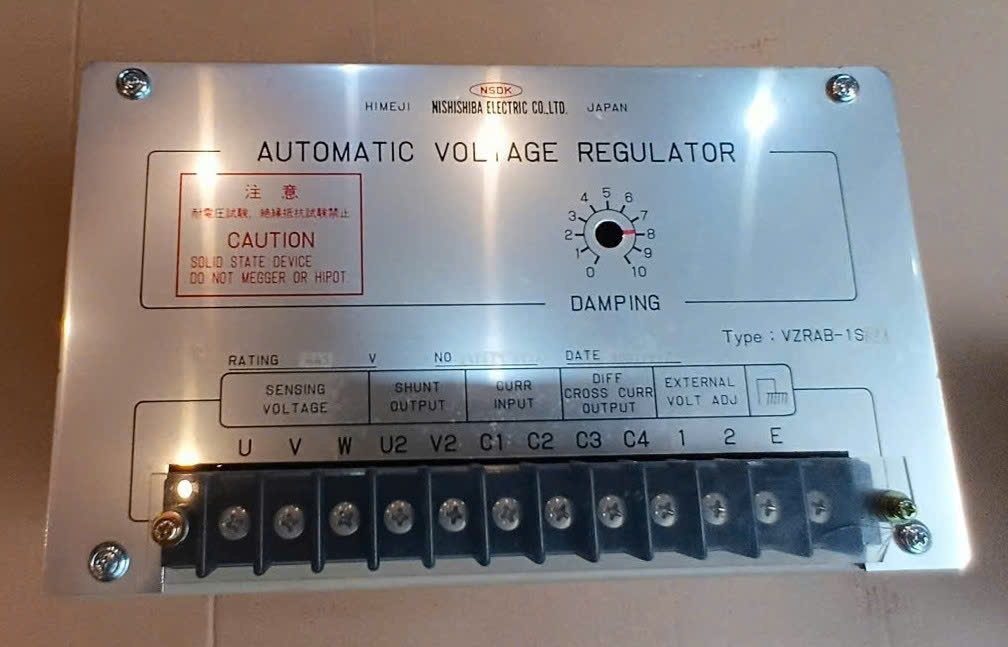 NSDK
HIMEJI NISHISHIBA ELECTRIC CO.,LTD. JAPAN
AUTOMATIC VOLTAGE REGULATOR
注意
耐電圧試験, 絶縁抵抗試験禁止
CAUTION
SOLID STATE DEVICE
DO NOT MEGGER OR HIPOT
0 1 2 3 4 5 6 7 8 9 10
DAMPING
Type : VZRAB-1S
RATING V NO DATE
SENSING VOLTAGE
SHUNT OUTPUT
CURR INPUT
DIFF CROSS CURR OUTPUT
EXTERNAL VOLT ADJ
U V W U2 V2 C1 C2 C3 C4 1 2 E